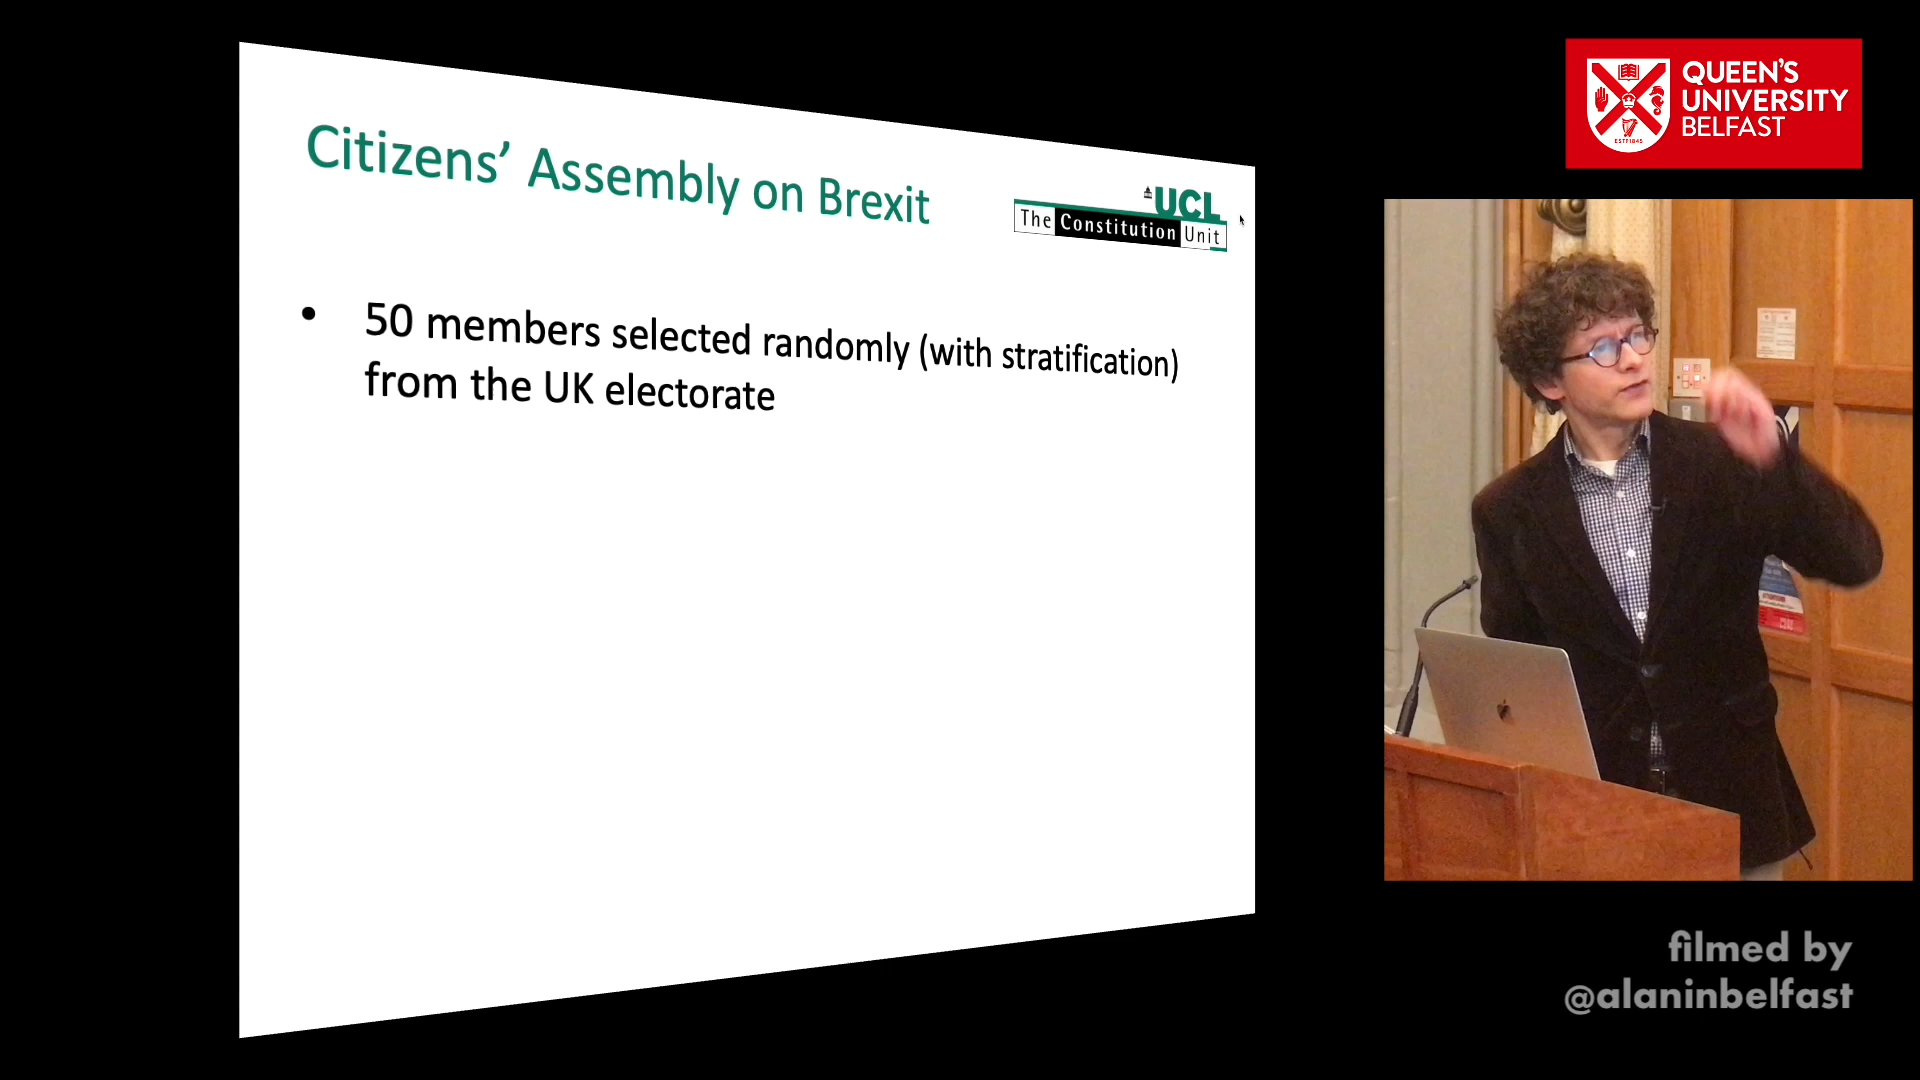 Citizens’ Assembly on Brexit
UCL
The Constitution Unit
• 50 members selected randomly (with stratification)
from the UK electorate
QUEEN’S
UNIVERSITY
BELFAST
ESTD1845
filmed by
@alaninbelfast